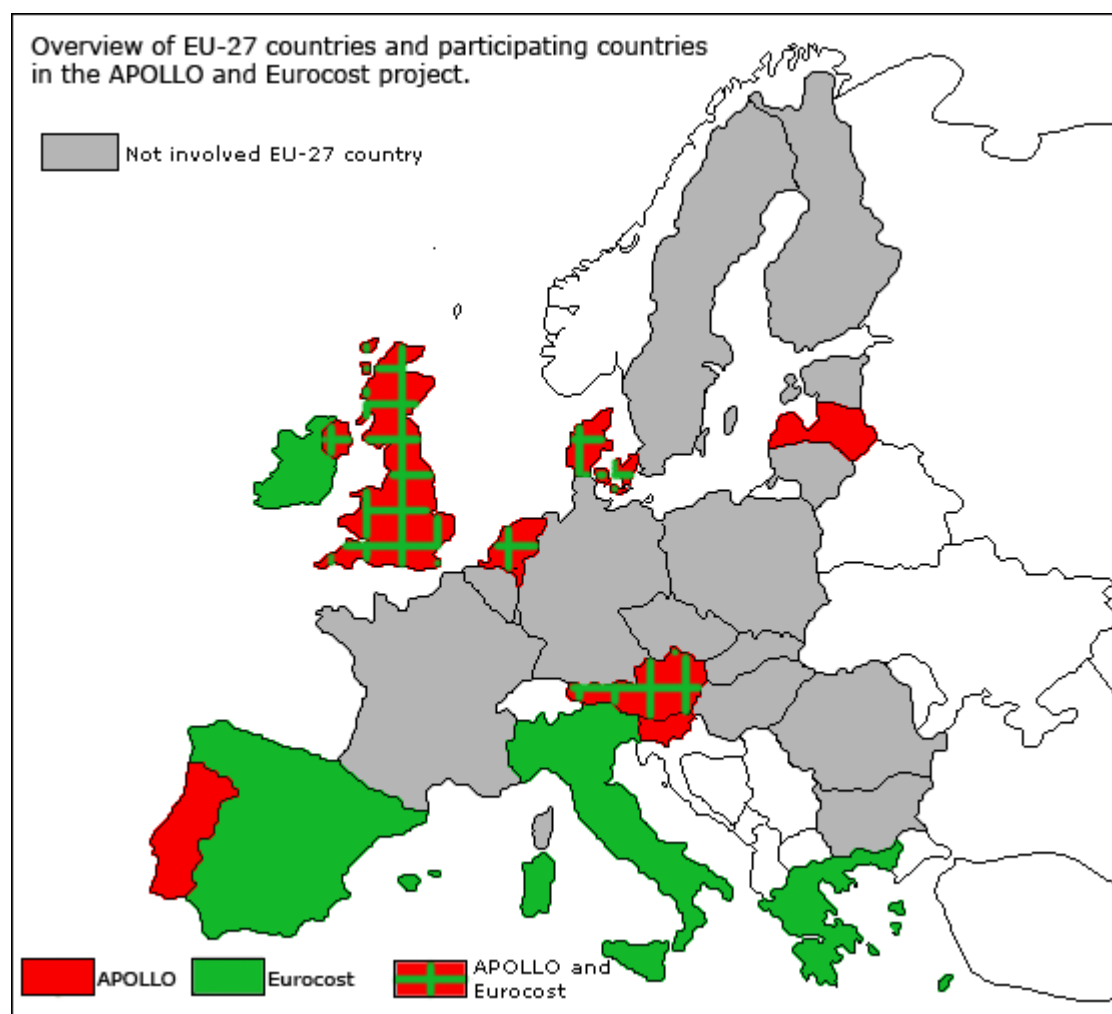 Overview of EU-27 countries and participating countries
in the APOLLO and Eurocost project.
Not involved EU-27 country
APOLLO
Eurocost
APOLLO and
Eurocost